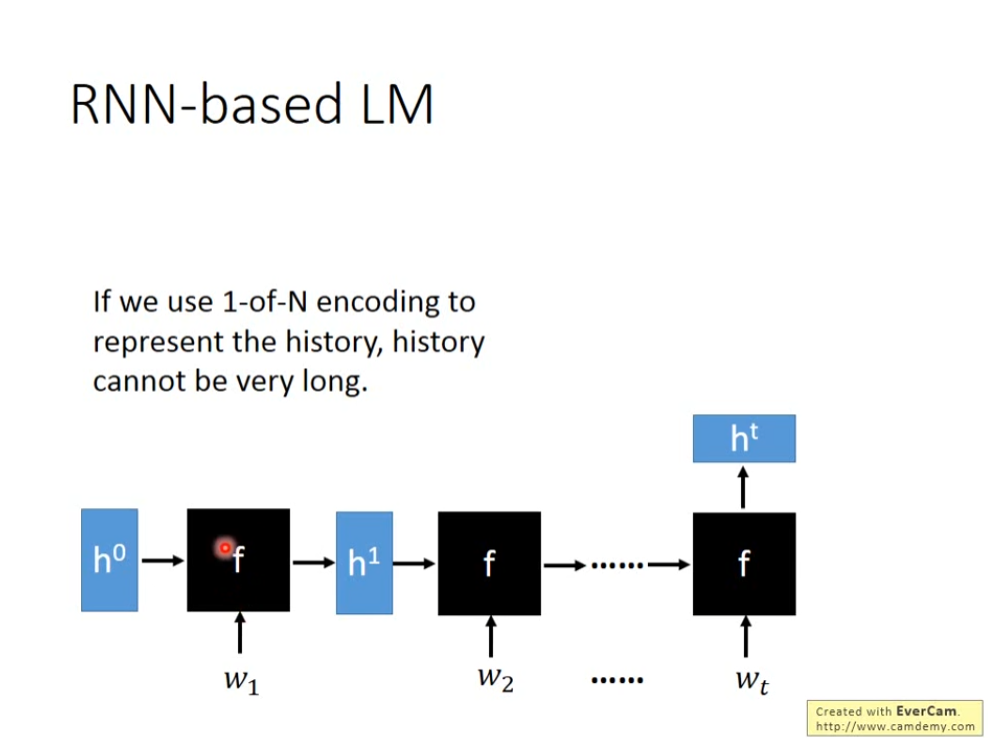 RNN-based LM
If we use 1-of-N encoding to
represent the history, history
cannot be very long.
hᵗ
h⁰ f h¹ f ...... f
w₁ w₂ ...... wₜ
Created with EverCam.
http://www.camdemy.com